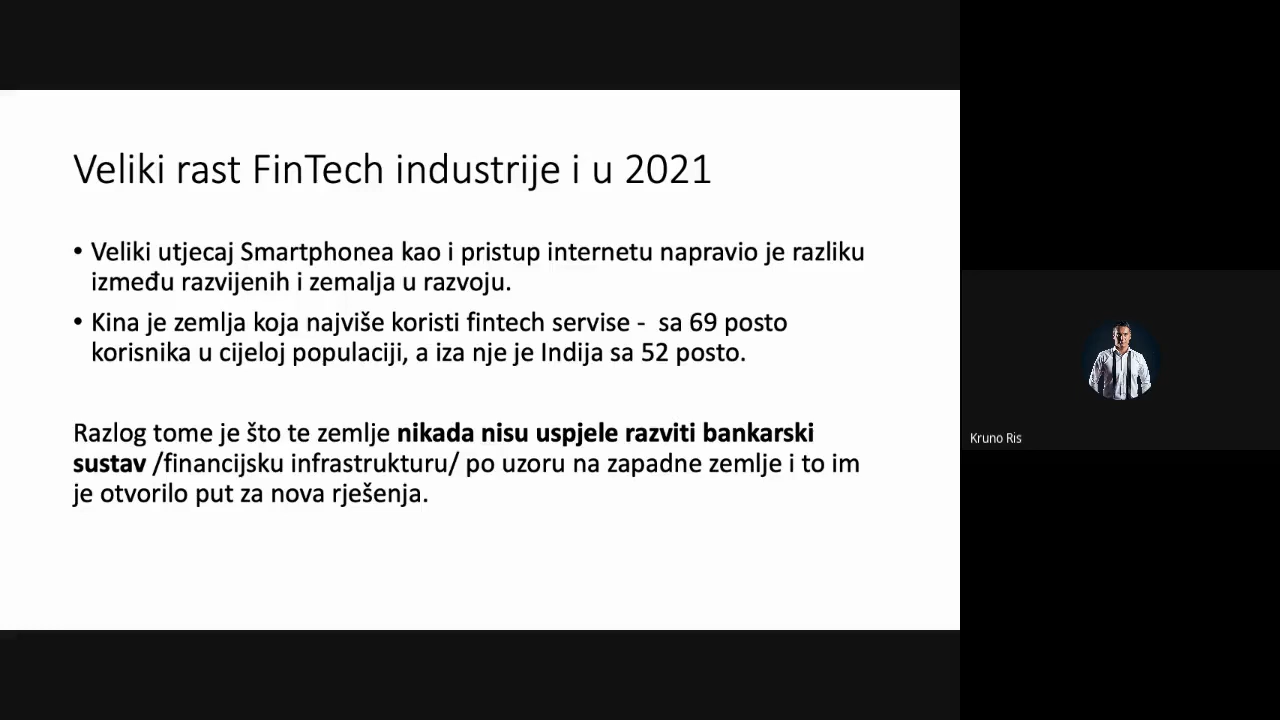 Veliki rast FinTech industrije i u 2021
• Veliki utjecaj Smartphonea kao i pristup internetu napravio je razliku
između razvijenih i zemalja u razvoju.
• Kina je zemlja koja najviše koristi fintech servise -  sa 69 posto
korisnika u cijeloj populaciji, a iza nje je Indija sa 52 posto.
Razlog tome je što te zemlje nikada nisu uspjele razviti bankarski
sustav /financijsku infrastrukturu/ po uzoru na zapadne zemlje i to im
je otvorilo put za nova rješenja.
Kruno Ris